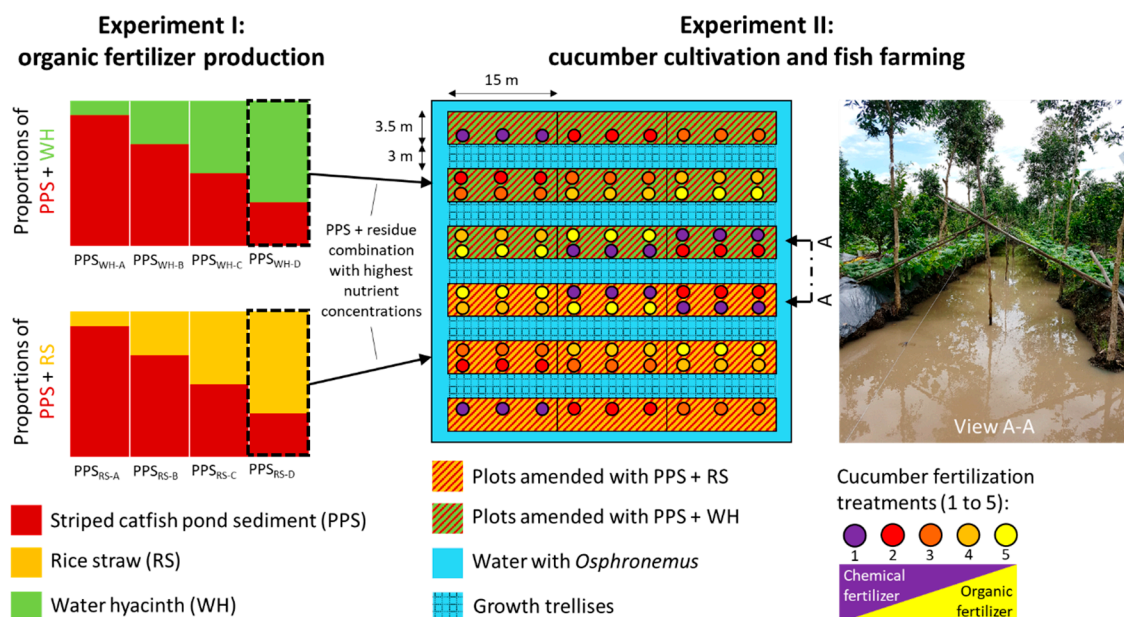 Experiment I:
organic fertilizer production
Experiment II:
cucumber cultivation and fish farming
Proportions of
PPS + WH
PPSWH-A
PPSWH-B
PPSWH-C
PPSWH-D
Proportions of
PPS + RS
PPSRS-A
PPSRS-B
PPSRS-C
PPSRS-D
PPS + residue
combination
with highest
nutrient
concentrations
15 m
3.5 m
3 m
A
A
View A-A
Striped catfish pond sediment (PPS)
Rice straw (RS)
Water hyacinth (WH)
Plots amended with PPS + RS
Plots amended with PPS + WH
Water with Osphronemus
Growth trellises
Cucumber fertilization
treatments (1 to 5):
1 2 3 4 5
Chemical
fertilizer
Organic
fertilizer